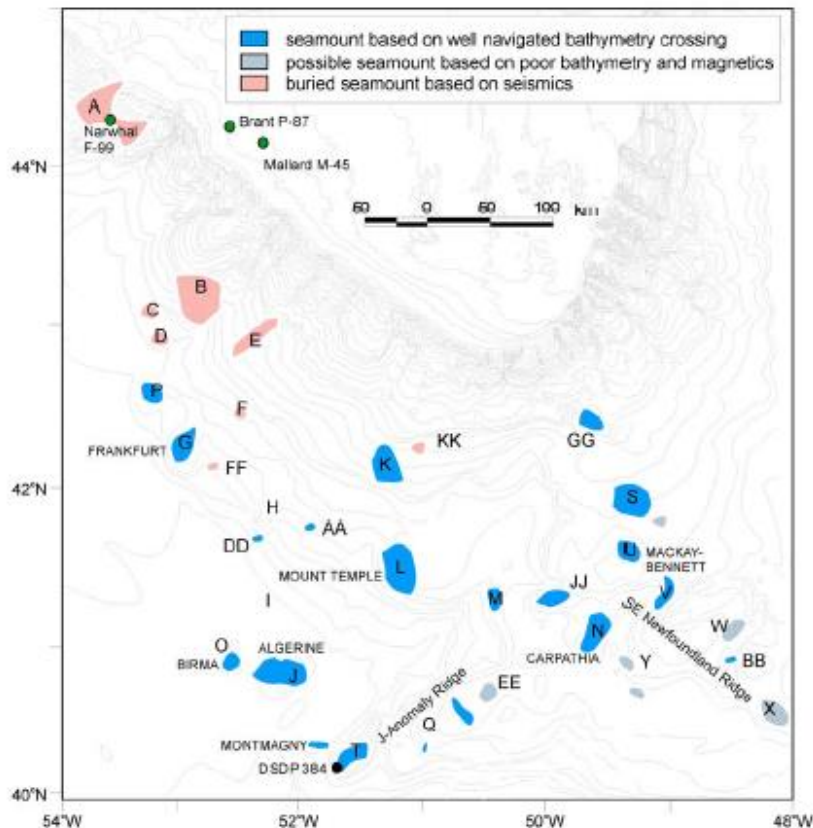 seamount based on well navigated bathymetry crossing
possible seamount based on poor bathymetry and magnetics
buried seamount based on seismics
A
Narwhal
F-99
Brant P-87
Mallard M-45
44°N
60 0 60 100
B
C
D
E
P
F
G
FRANKFURT
FF
K
KK
GG
42°N
S
H
AA
DD
U
MACKAY-
BENNETT
L
MOUNT TEMPLE
I
M
JJ
V
SE Newfoundland Ridge
N
CARPATHIA
W
Y
BB
X
O
BIRMA
ALGERINE
J
J-Anomaly Ridge
EE
Q
MONTMAGNY
T
DSDP 384
40°N
54°W
52°W
50°W
48°W